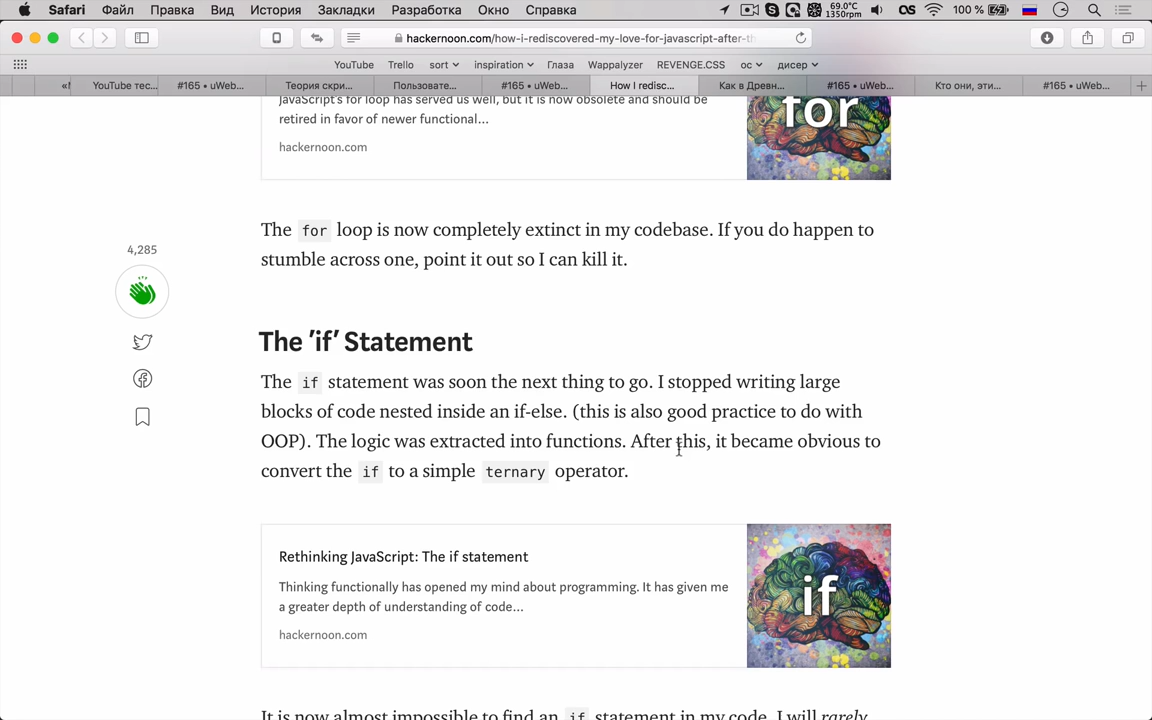 Safari Файл Правка Вид История Закладки Разработка Окно Справка 69.0°C 1350rpm 100 %
hackernoon.com/how-i-rediscovered-my-love-for-javascript-after-th
YouTube Trello sort inspiration Глаза Wappalyzer REVENGE.CSS ос дисер
«I YouTube тес... #165 • uWeb... Теория скри... Пользовате... #165 • uWeb... How I redisc... Как в Древн... #165 • uWeb... Кто они, эти... #165 • uWeb...
JavaScript's for loop has served us well, but it is now obsolete and should be
retired in favor of newer functional...
for
hackernoon.com
The for loop is now completely extinct in my codebase. If you do happen to
stumble across one, point it out so I can kill it.
4,285
The 'if' Statement
The if statement was soon the next thing to go. I stopped writing large
blocks of code nested inside an if-else. (this is also good practice to do with
OOP). The logic was extracted into functions. After this, it became obvious to
convert the if to a simple ternary operator.
Rethinking JavaScript: The if statement
Thinking functionally has opened my mind about programming. It has given me
a greater depth of understanding of code...
if
hackernoon.com
It is now almost impossible to find an if statement in my code. I will rarely